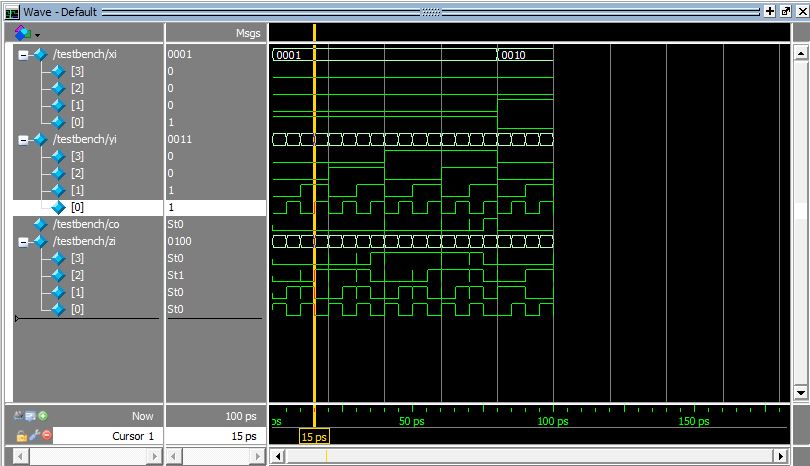 Wave - Default
Msgs
/testbench/xi 0001 0001 0010
[3] 0
[2] 0
[1] 0
[0] 1
/testbench/yi 0011
[3] 0
[2] 0
[1] 1
[0] 1
/testbench/co St0
/testbench/zi 0100
[3] St0
[2] St1
[1] St0
[0] St0
Now 100 ps ps 50 ps 100 ps 150 ps
Cursor 1 15 ps 15 ps